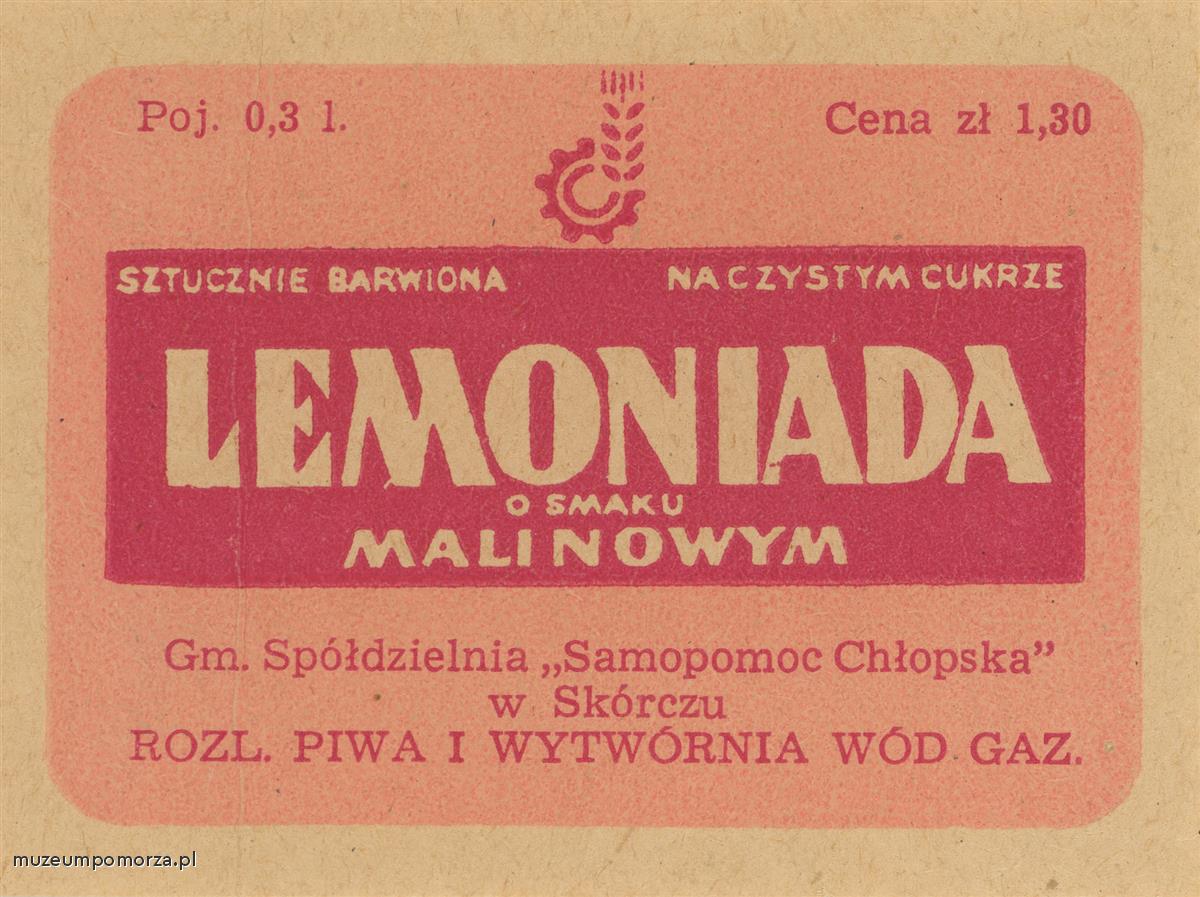 Poj. 0,3 l.
Cena zł 1,30
SZTUCZNIE BARWIONA
NA CZYSTYM CUKRZE
LEMONIADA
O SMAKU
MALINOWYM
Gm. Spółdzielnia „Samopomoc Chłopska”
w Skórczu
ROZL. PIWA I WYTWÓRNIA WÓD GAZ.
muzeumpomorza.pl